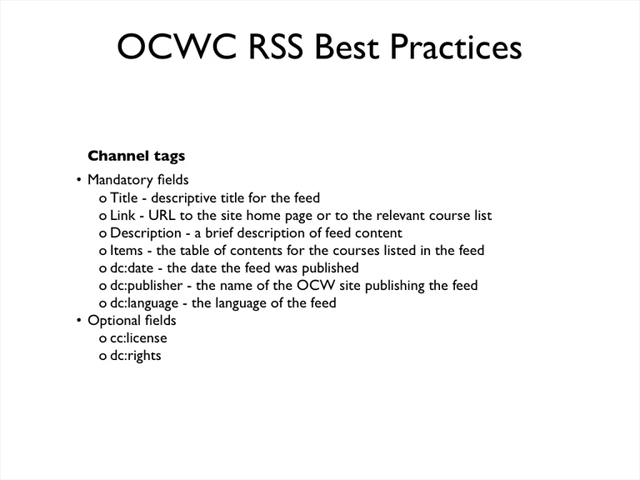 OCWC RSS Best Practices
Channel tags
• Mandatory fields
o Title - descriptive title for the feed
o Link - URL to the site home page or to the relevant course list
o Description - a brief description of feed content
o Items - the table of contents for the courses listed in the feed
o dc:date - the date the feed was published
o dc:publisher - the name of the OCW site publishing the feed
o dc:language - the language of the feed
• Optional fields
o cc:license
o dc:rights